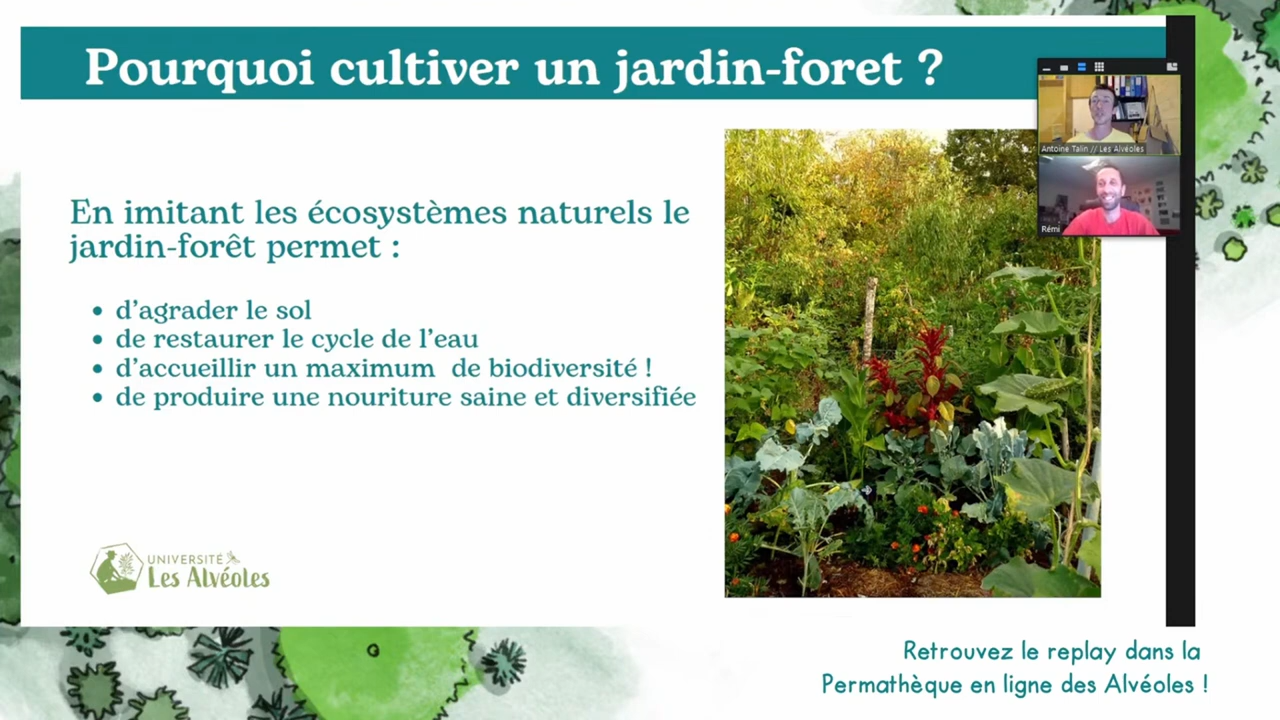 Pourquoi cultiver un jardin-foret ?
Antoine Talin // Les Alvéoles
Rémi
En imitant les écosystèmes naturels le
jardin-forêt permet :
• d'agrader le sol
• de restaurer le cycle de l'eau
• d'accueillir un maximum  de biodiversité !
• de produire une nouriture saine et diversifiée
UNIVERSITÉ
Les Alvéoles
Retrouvez le replay dans la
Permathèque en ligne des Alvéoles !